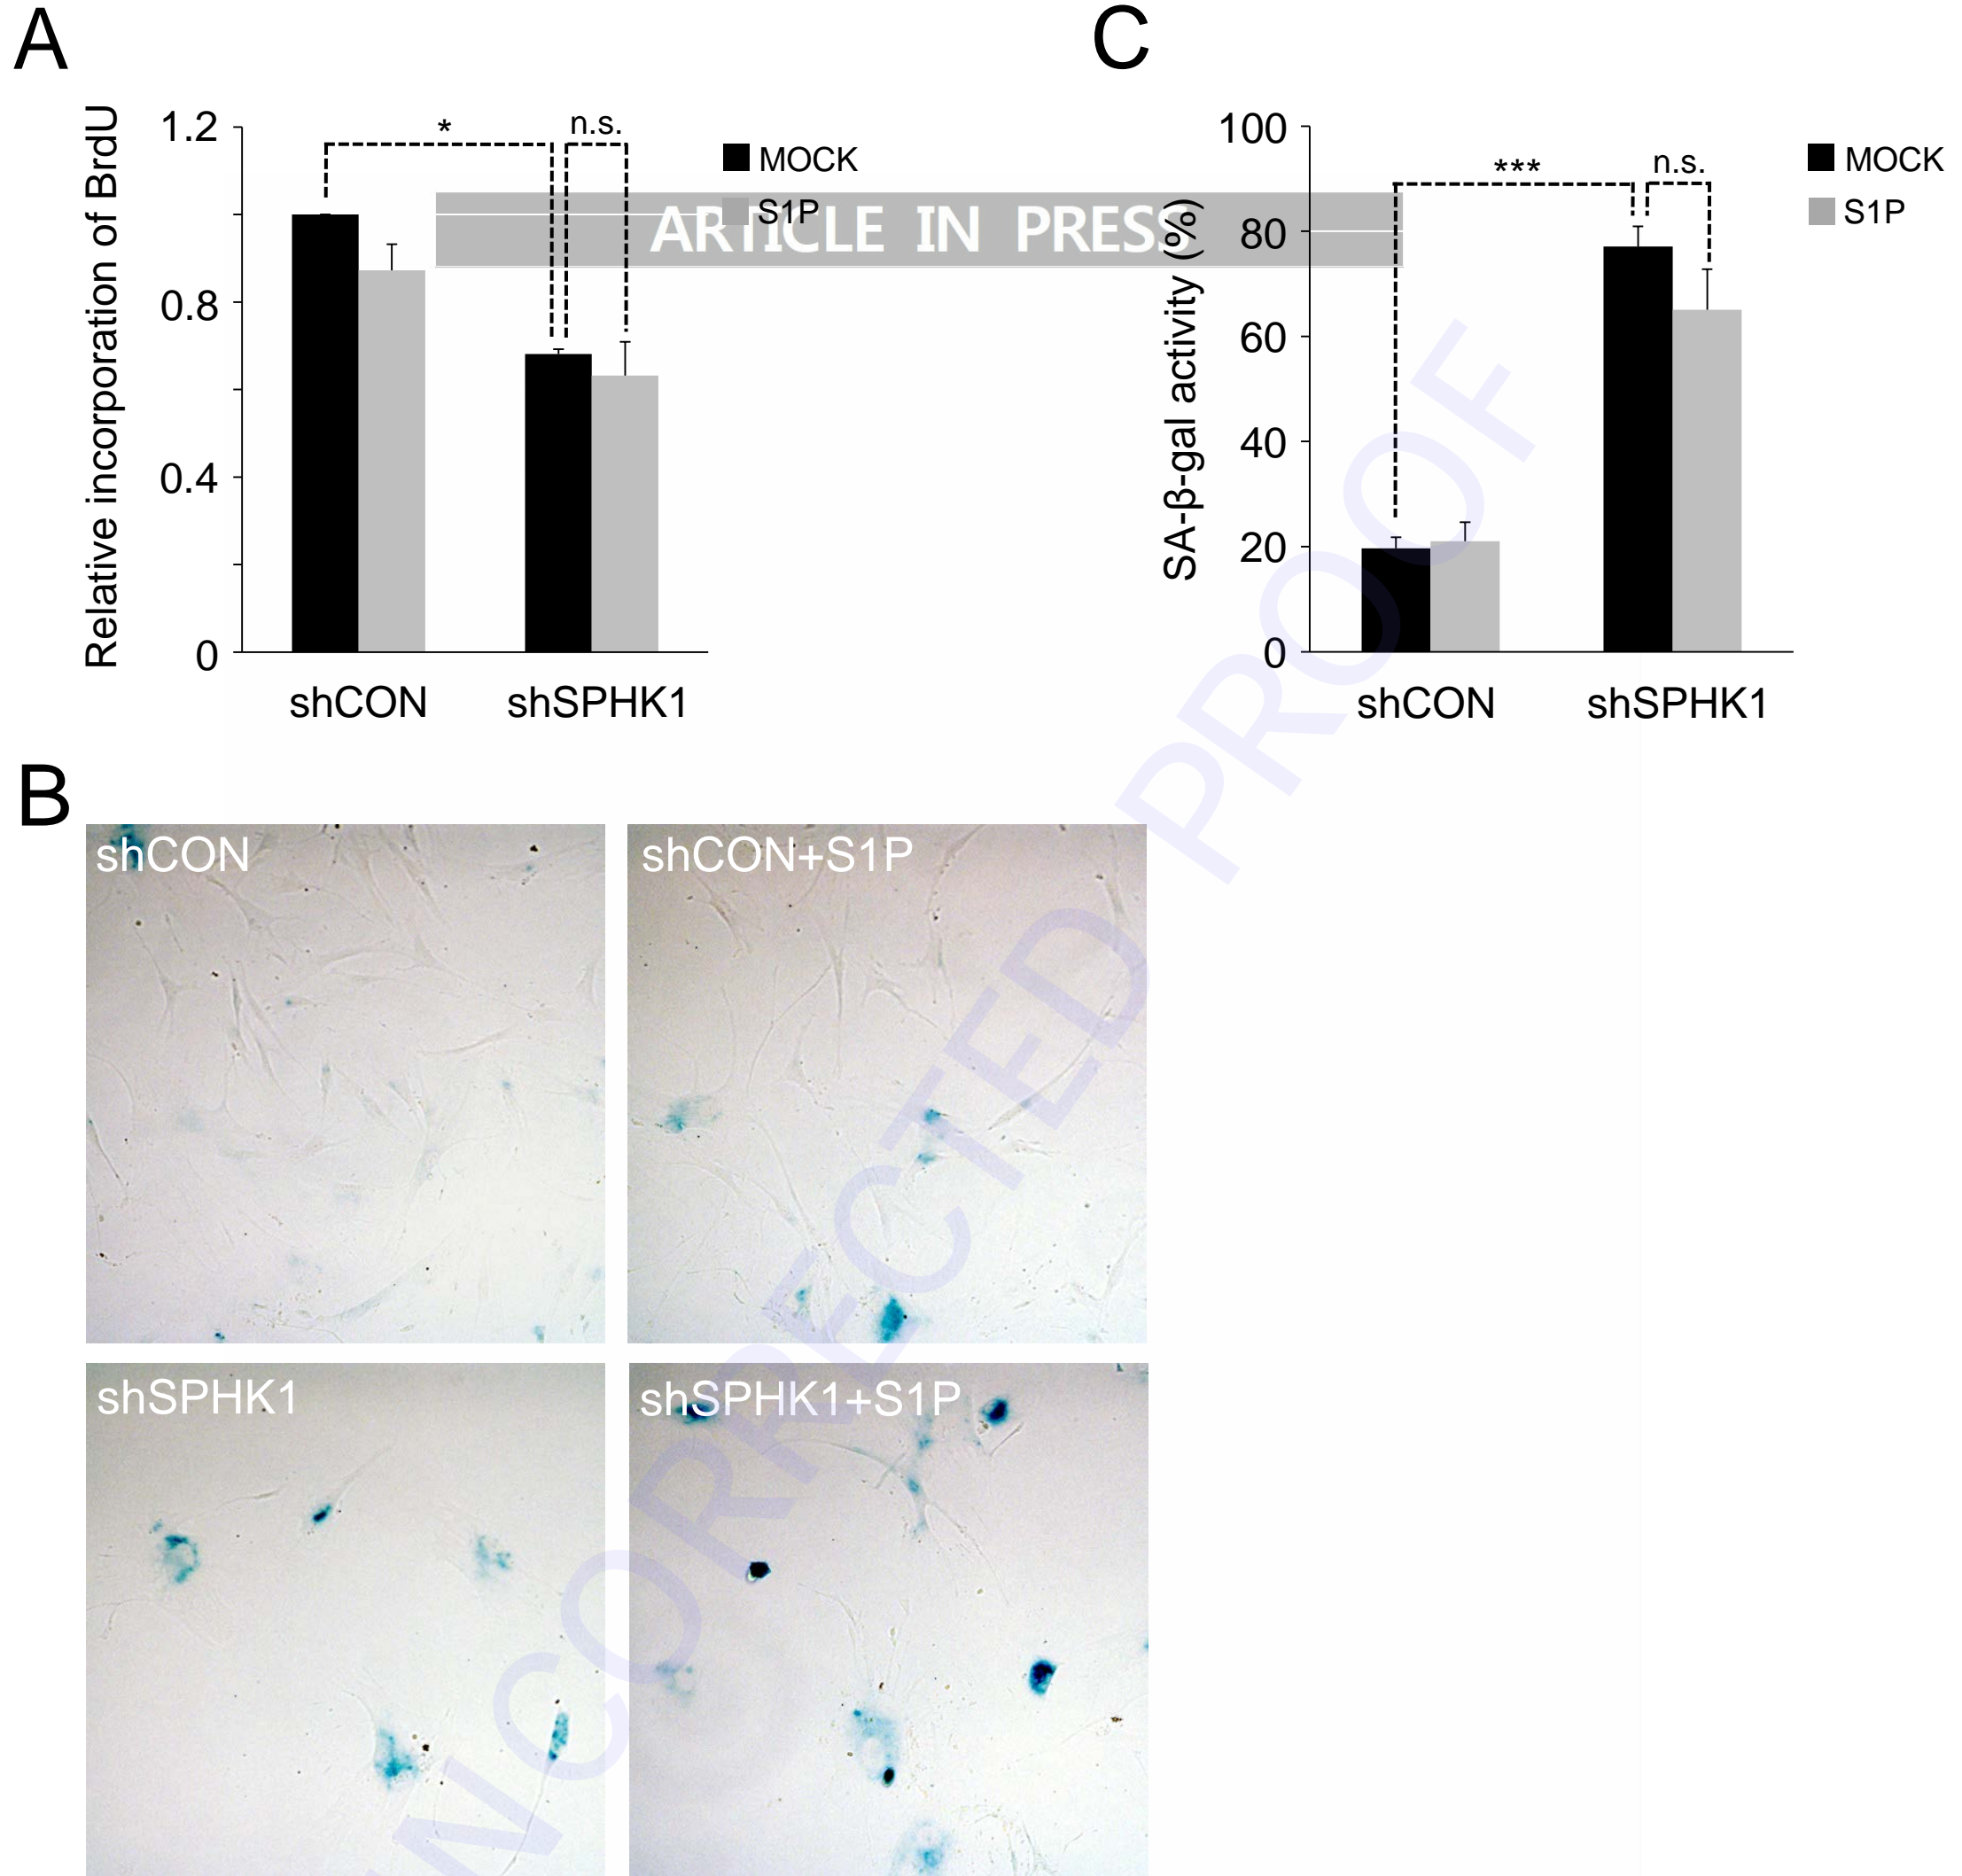 A
Relative incorporation of BrdU
1.2
0.8
0.4
0
*
n.s.
MOCK
S1P
shCON
shSPHK1
ARTICLE IN PRESS
C
SA-β-gal activity (%)
100
80
60
40
20
0
***
n.s.
MOCK
S1P
shCON
shSPHK1
B
shCON
shCON+S1P
shSPHK1
shSPHK1+S1P
NCORRECTED PROOF